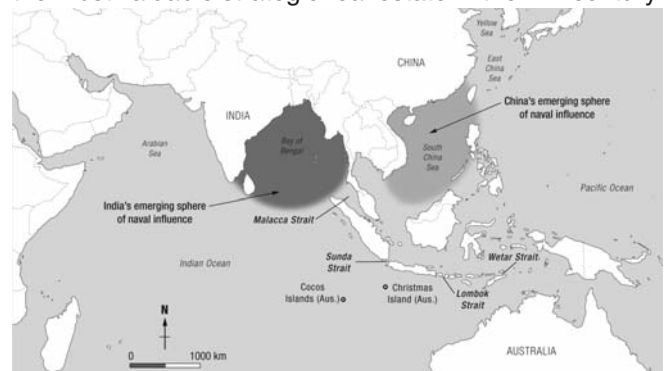 Yellow
Sea
CHINA
East
China
Sea
China's emerging sphere
of naval influence
INDIA
Bay of
Bengal
Arabian
Sea
South
China
Sea
Pacific Ocean
India's emerging sphere
of naval influence
Malacca Strait
Indian Ocean
Sunda
Strait
Wetar Strait
Cocos
Islands (Aus.)
Christmas
Island (Aus.)
Lombok
Strait
N
0 1000 km
AUSTRALIA